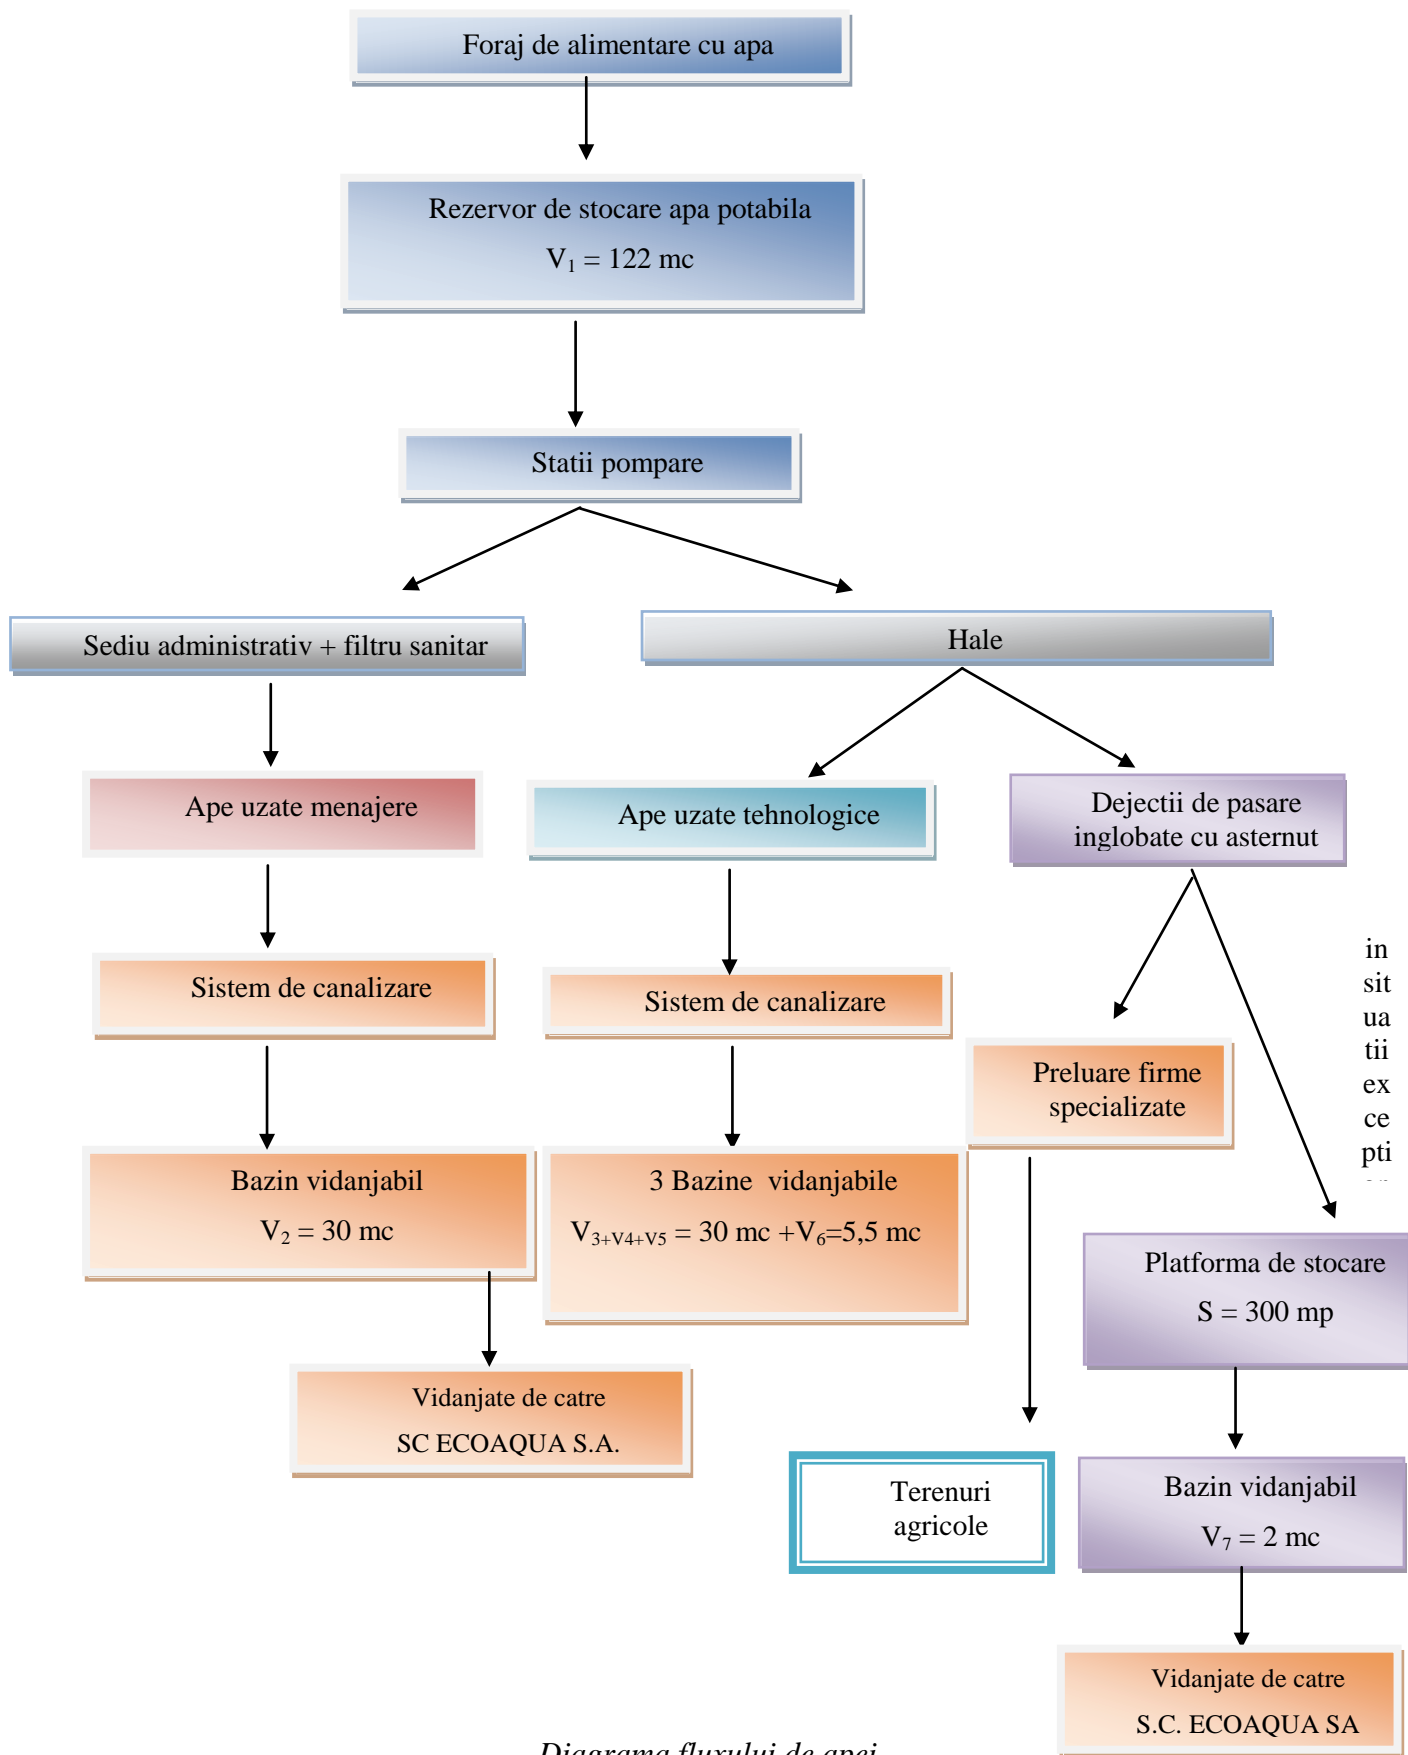 Foraj de alimentare cu apa
Rezervor de stocare apa potabila
V₁ = 122 mc
Statii pompare
Sediu administrativ + filtru sanitar
Hale
Ape uzate menajere
Ape uzate tehnologice
Dejectii de pasare
inglobate cu asternut
in
sit
ua
tii
ex
ce
pti
Sistem de canalizare
Sistem de canalizare
Preluare firme
specializate
Bazin vidanjabil
V₂ = 30 mc
3 Bazine vidanjabile
V₃₊V₄₊V₅ = 30 mc +V₆=5,5 mc
Platforma de stocare
S = 300 mp
Vidanjate de catre
SC ECOAQUA S.A.
Terenuri
agricole
Bazin vidanjabil
V₇ = 2 mc
Vidanjate de catre
S.C. ECOAQUA SA
Diagrama fluxului de apei